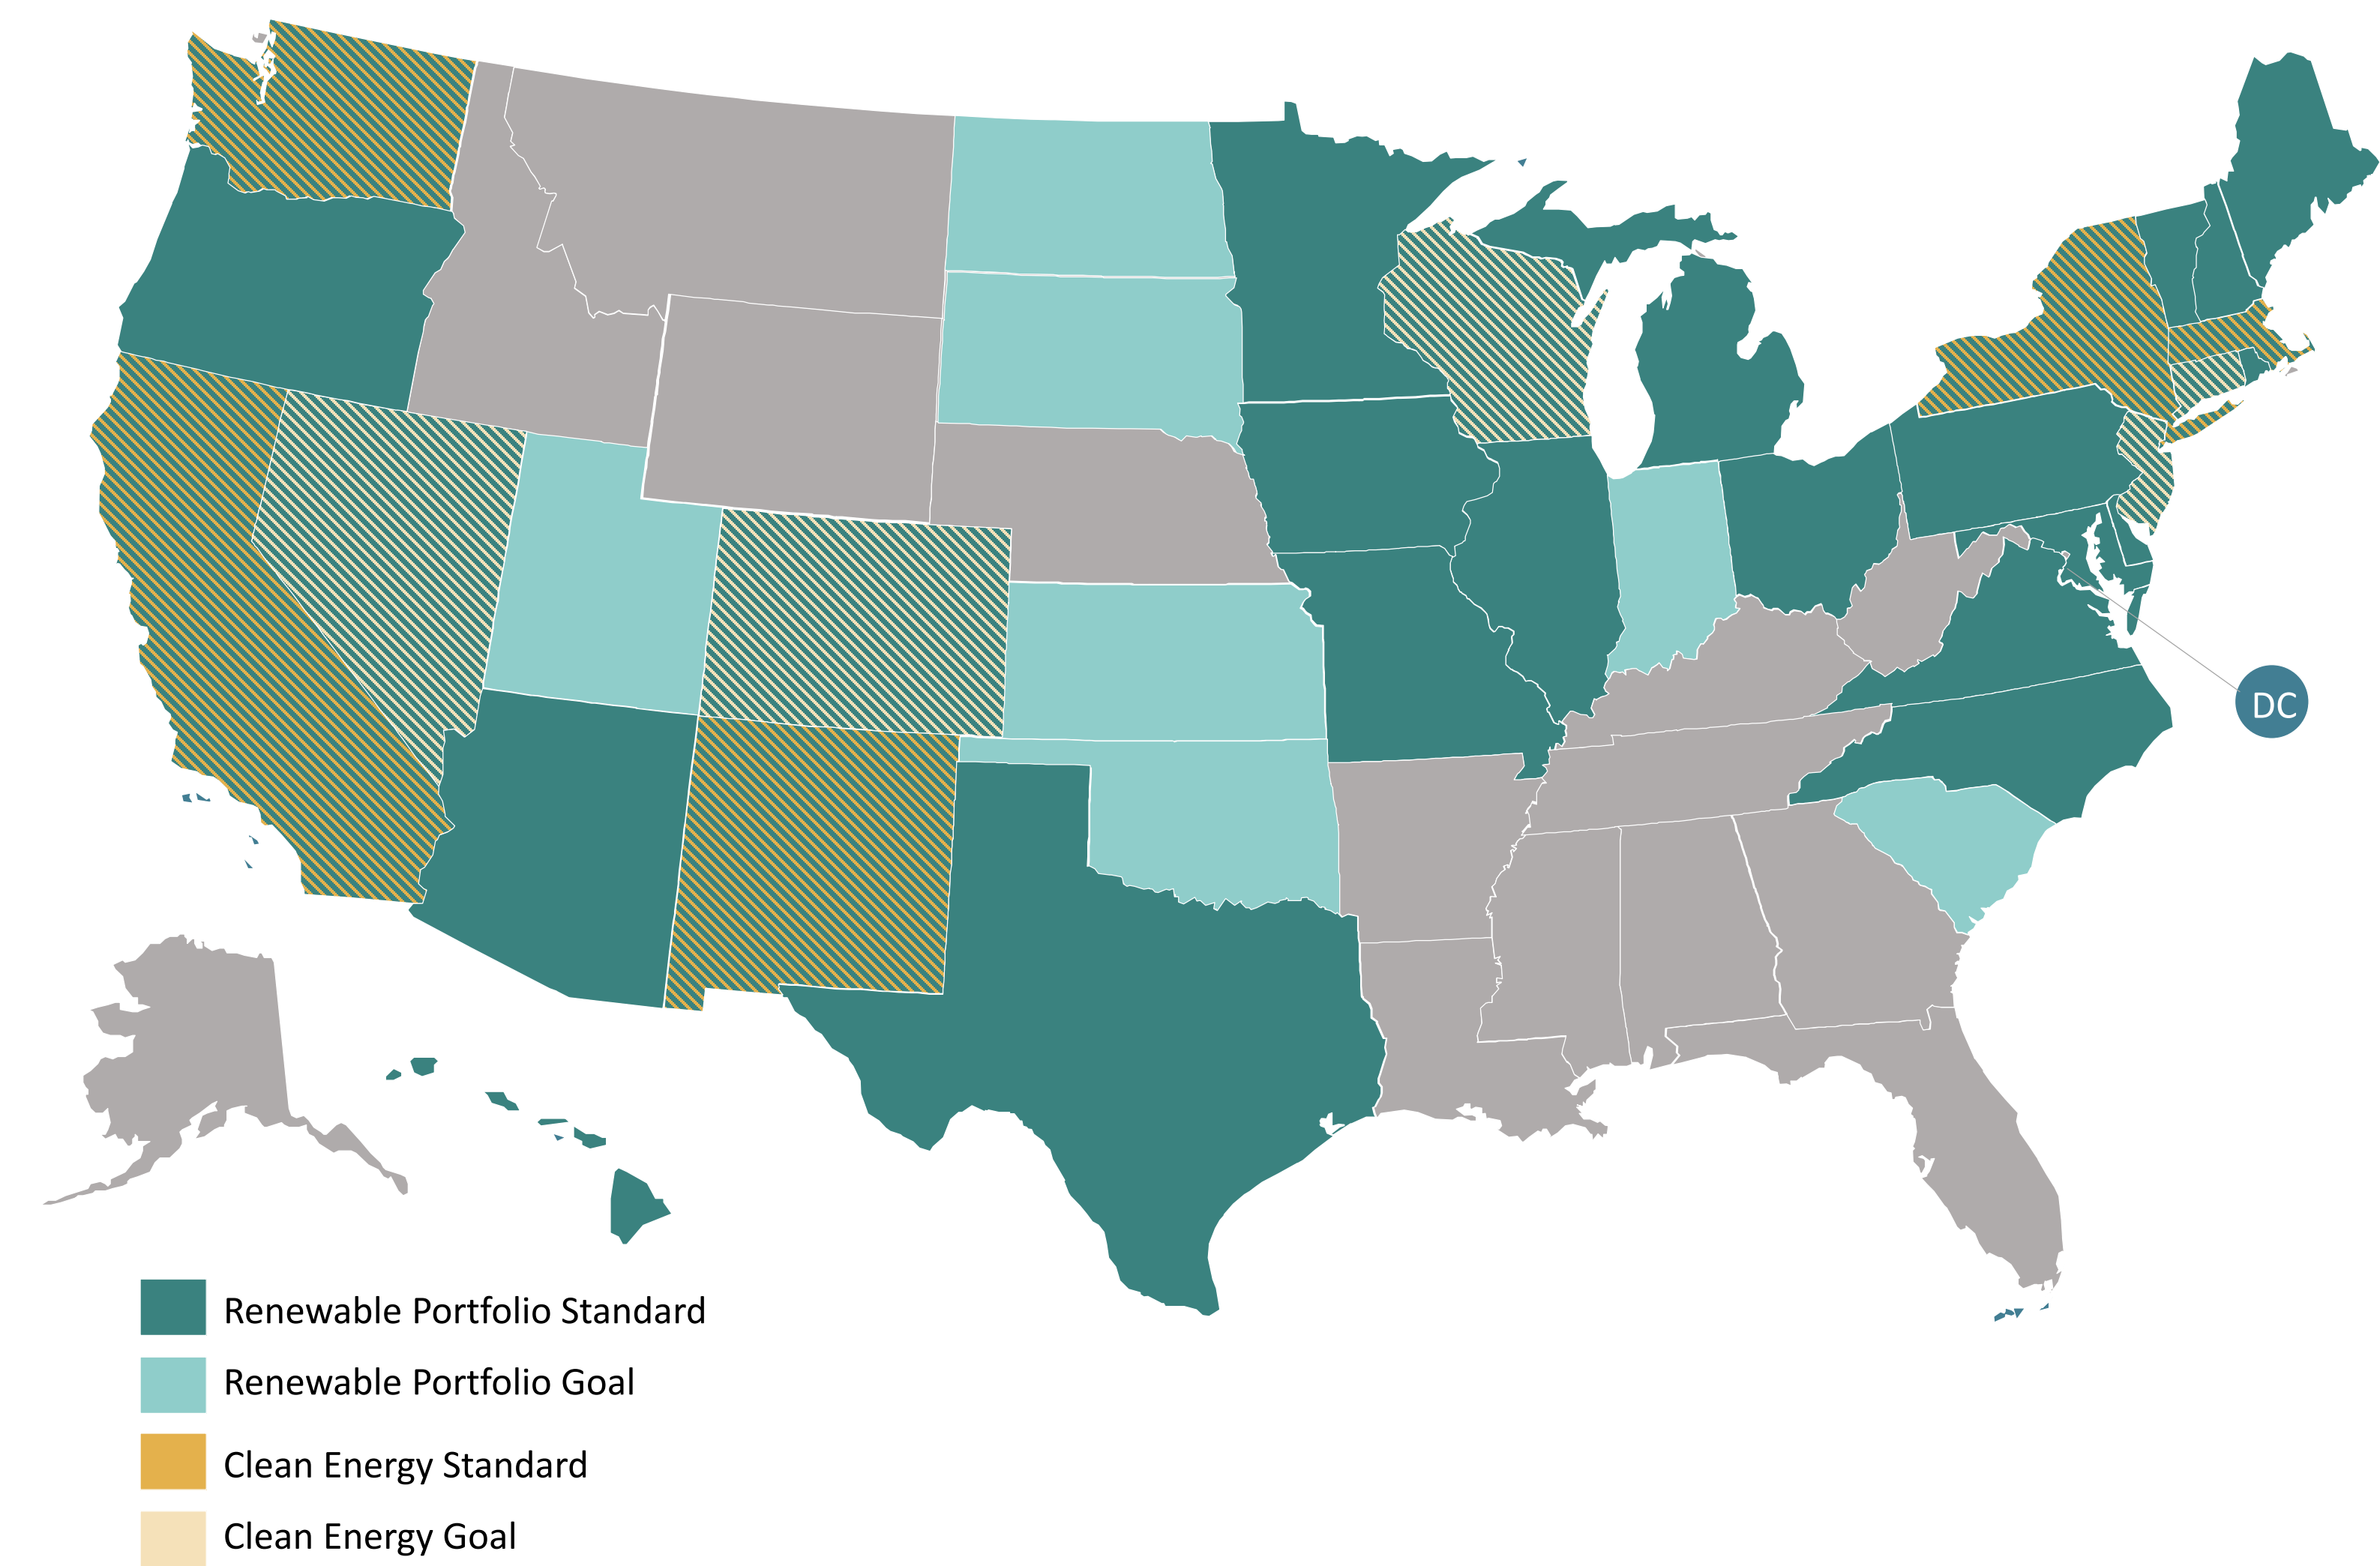 DC
Renewable Portfolio Standard
Renewable Portfolio Goal
Clean Energy Standard
Clean Energy Goal